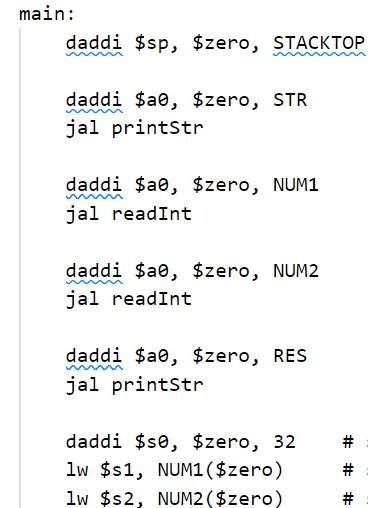 main:
daddi $sp, $zero, STACKTOP
daddi $a0, $zero, STR
jal printStr
daddi $a0, $zero, NUM1
jal readInt
daddi $a0, $zero, NUM2
jal readInt
daddi $a0, $zero, RES
jal printStr
daddi $s0, $zero, 32 #
lw $s1, NUM1($zero) #
lw $s2, NUM2($zero) #